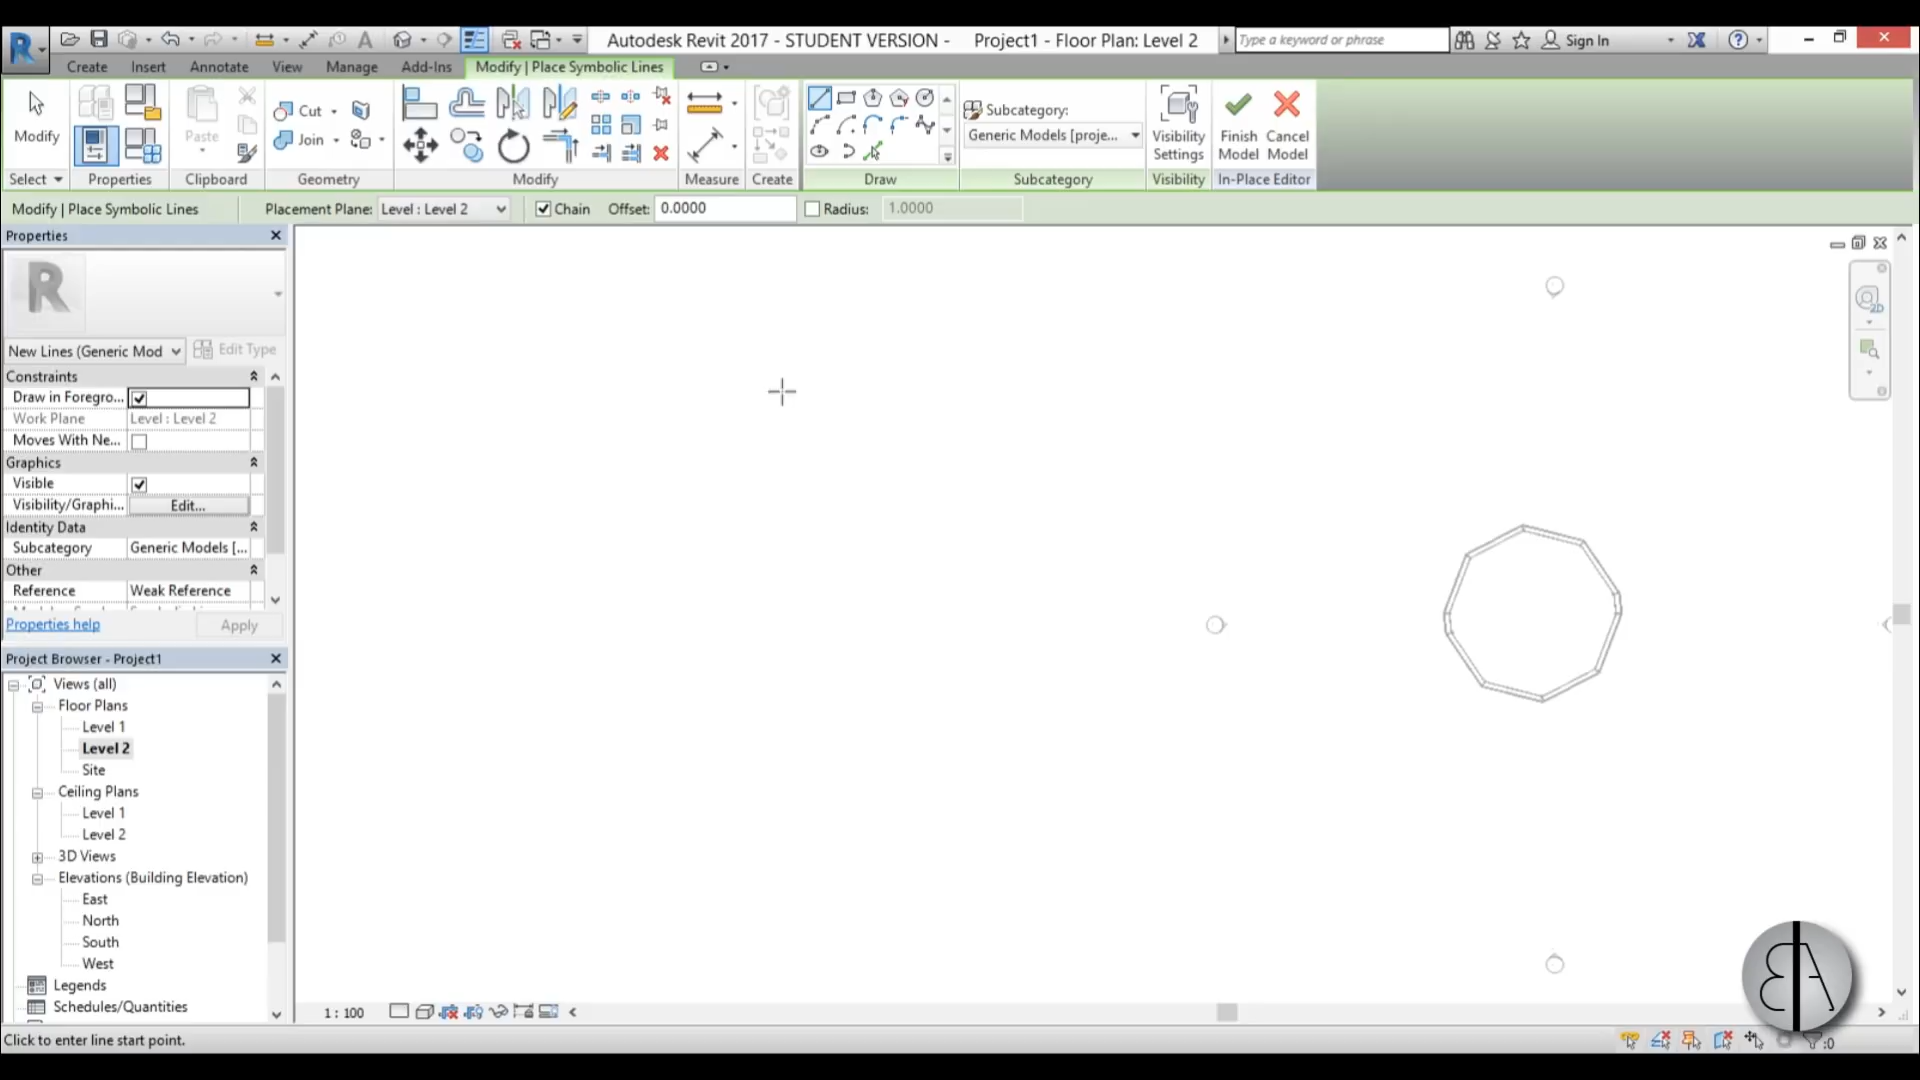 Autodesk Revit 2017 - STUDENT VERSION - Project1 - Floor Plan: Level 2
Type a keyword or phrase
Sign In
Create Insert Annotate View Manage Add-Ins Modify | Place Symbolic Lines
Modify
Cut
Join
Paste
Subcategory:
Generic Models [proje...
Visibility Settings
Finish Model
Cancel Model
Select Properties Clipboard Geometry Modify Measure Create Draw Subcategory Visibility In-Place Editor
Modify | Place Symbolic Lines Placement Plane: Level : Level 2 Chain Offset: 0.0000 Radius: 1.0000
Properties
R
New Lines (Generic Mod Edit Type
Constraints
Draw in Foregro...
Work Plane Level : Level 2
Moves With Ne...
Graphics
Visible
Visibility/Graphi... Edit...
Identity Data
Subcategory Generic Models [...
Other
Reference Weak Reference
Properties help Apply
Project Browser - Project1
Views (all)
Floor Plans
Level 1
Level 2
Site
Ceiling Plans
Level 1
Level 2
3D Views
Elevations (Building Elevation)
East
North
South
West
Legends
Schedules/Quantities
1 : 100
2D
BA
Click to enter line start point.
:0